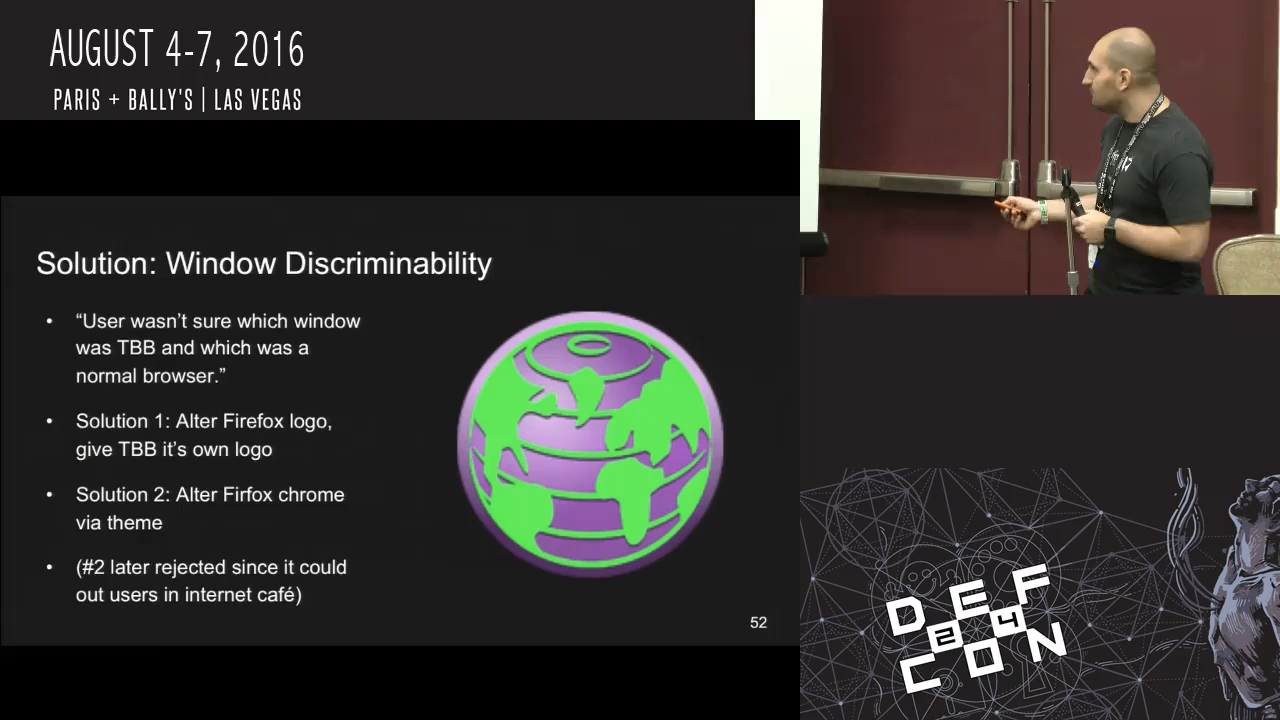 AUGUST 4-7, 2016
PARIS + BALLY'S | LAS VEGAS
Solution: Window Discriminability
• “User wasn’t sure which window
was TBB and which was a
normal browser.”
• Solution 1: Alter Firefox logo,
give TBB it’s own logo
• Solution 2: Alter Firfox chrome
via theme
• (#2 later rejected since it could
out users in internet café)
52
DEF
24
CON